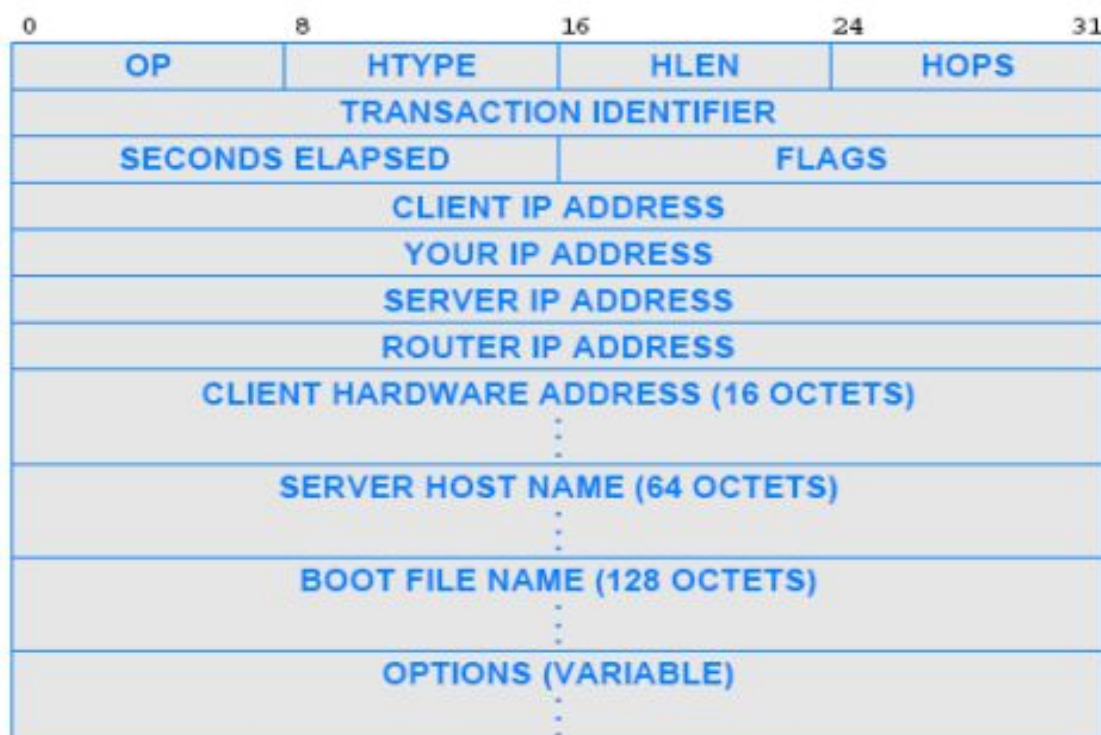 0 8 16 24 31
OP HTYPE HLEN HOPS
TRANSACTION IDENTIFIER
SECONDS ELAPSED FLAGS
CLIENT IP ADDRESS
YOUR IP ADDRESS
SERVER IP ADDRESS
ROUTER IP ADDRESS
CLIENT HARDWARE ADDRESS (16 OCTETS)
SERVER HOST NAME (64 OCTETS)
BOOT FILE NAME (128 OCTETS)
OPTIONS (VARIABLE)